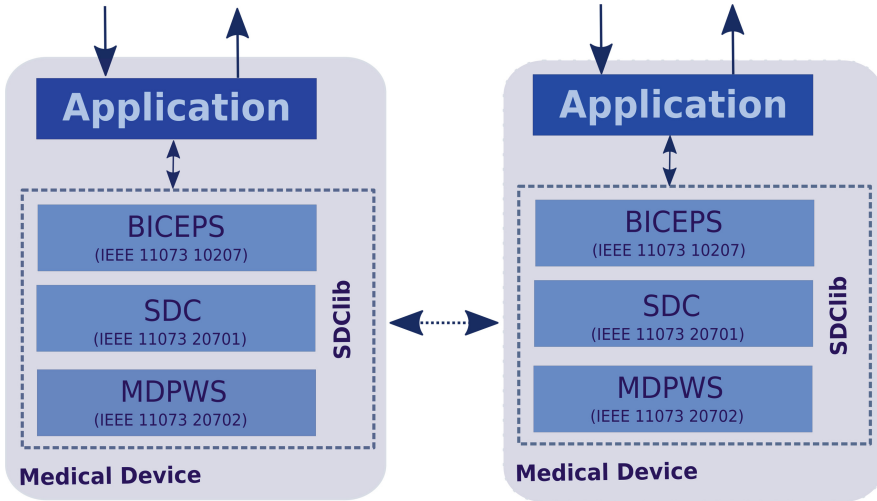 Application
BICEPS
(IEEE 11073 10207)
SDC
(IEEE 11073 20701)
MDPWS
(IEEE 11073 20702)
SDClib
Medical Device
Application
BICEPS
(IEEE 11073 10207)
SDC
(IEEE 11073 20701)
MDPWS
(IEEE 11073 20702)
SDClib
Medical Device